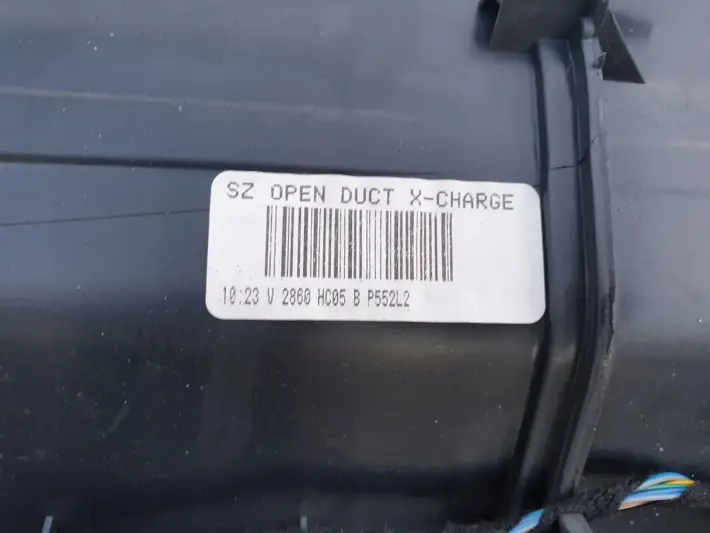 SZ OPEN DUCT X-CHARGE
10:23 V 2860 HC05 B P552L2